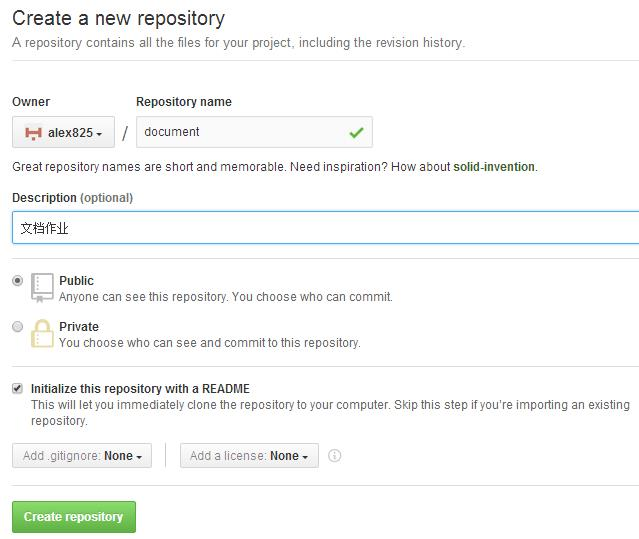 Create a new repository
A repository contains all the files for your project, including the revision history.
Owner
Repository name
alex825
/
document
Great repository names are short and memorable. Need inspiration? How about solid-invention.
Description (optional)
文档作业
Public
Anyone can see this repository. You choose who can commit.
Private
You choose who can see and commit to this repository.
Initialize this repository with a README
This will let you immediately clone the repository to your computer. Skip this step if you're importing an existing
repository.
Add .gitignore: None
Add a license: None
Create repository